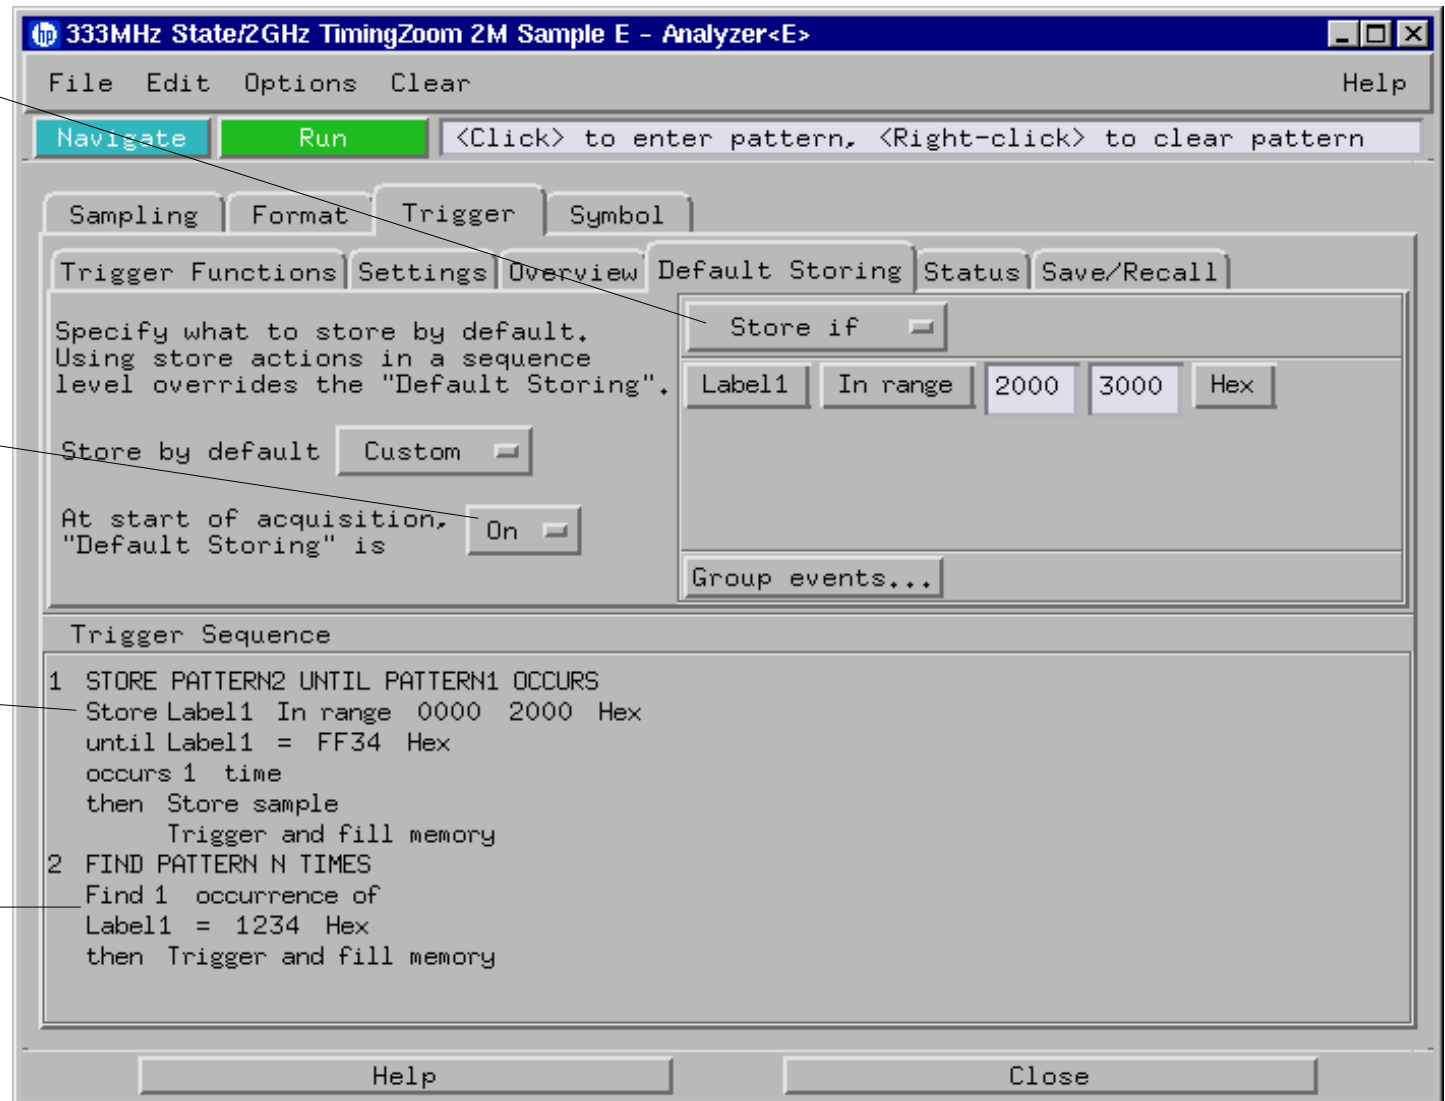 hp 333MHz State/2GHz TimingZoom 2M Sample E - Analyzer<E>
File Edit Options Clear Help
Navigate Run <Click> to enter pattern, <Right-click> to clear pattern
Sampling Format Trigger Symbol
Trigger Functions Settings Overview Default Storing Status Save/Recall
Specify what to store by default.
Using store actions in a sequence
level overrides the "Default Storing".
Store by default Custom
At start of acquisition,
"Default Storing" is On
Store if
Label1 In range 2000 3000 Hex
Group events...
Trigger Sequence
1 STORE PATTERN2 UNTIL PATTERN1 OCCURS
Store Label1 In range 0000 2000 Hex
until Label1 = FF34 Hex
occurs 1 time
then Store sample
Trigger and fill memory
2 FIND PATTERN N TIMES
Find 1 occurrence of
Label1 = 1234 Hex
then Trigger and fill memory
Help Close